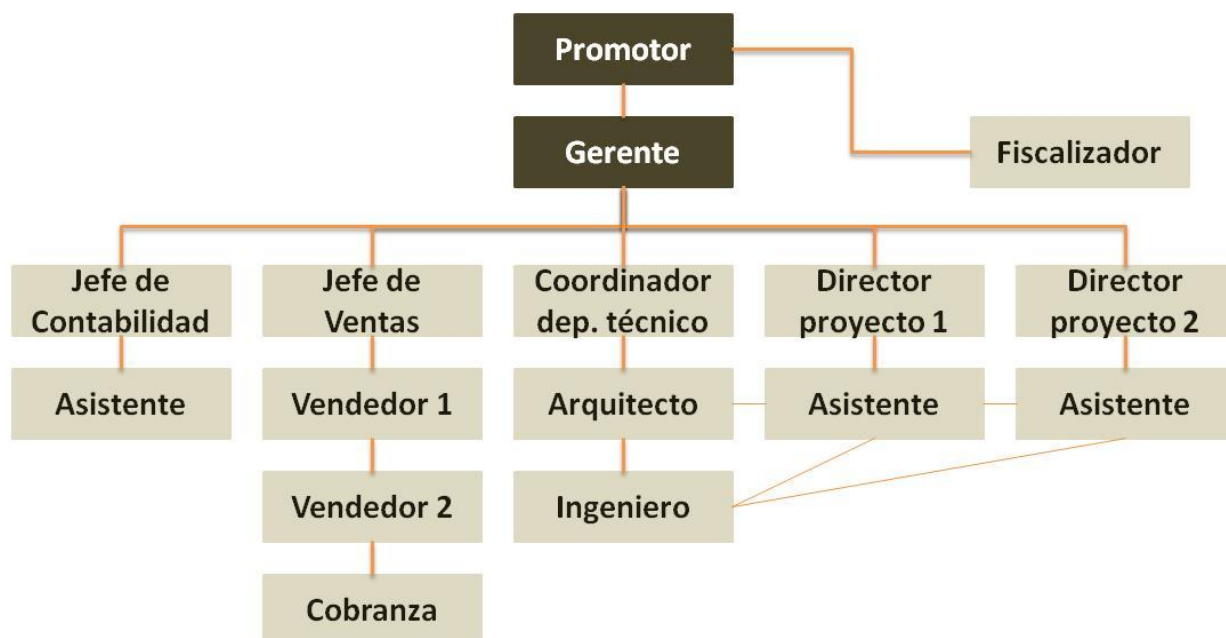 Promotor
Gerente
Fiscalizador
Jefe de
Contabilidad
Jefe de
Ventas
Coordinador
dep. técnico
Director
proyecto 1
Director
proyecto 2
Asistente
Vendedor 1
Arquitecto
Asistente
Asistente
Vendedor 2
Ingeniero
Cobranza